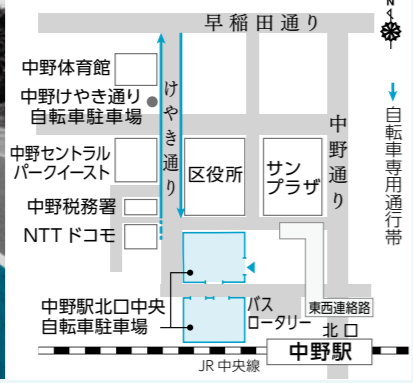 N
早稲田通り
中野体育館
中野けやき通り
自転車駐車場
けやき通り
中野通り
自転車専用通行帯
中野セントラル
パークイースト
区役所
サン
プラザ
中野税務署
NTTドコモ
中野駅北口中央
自転車駐車場
バス
ロータリー
東西連絡路
北口
中野駅
JR中央線